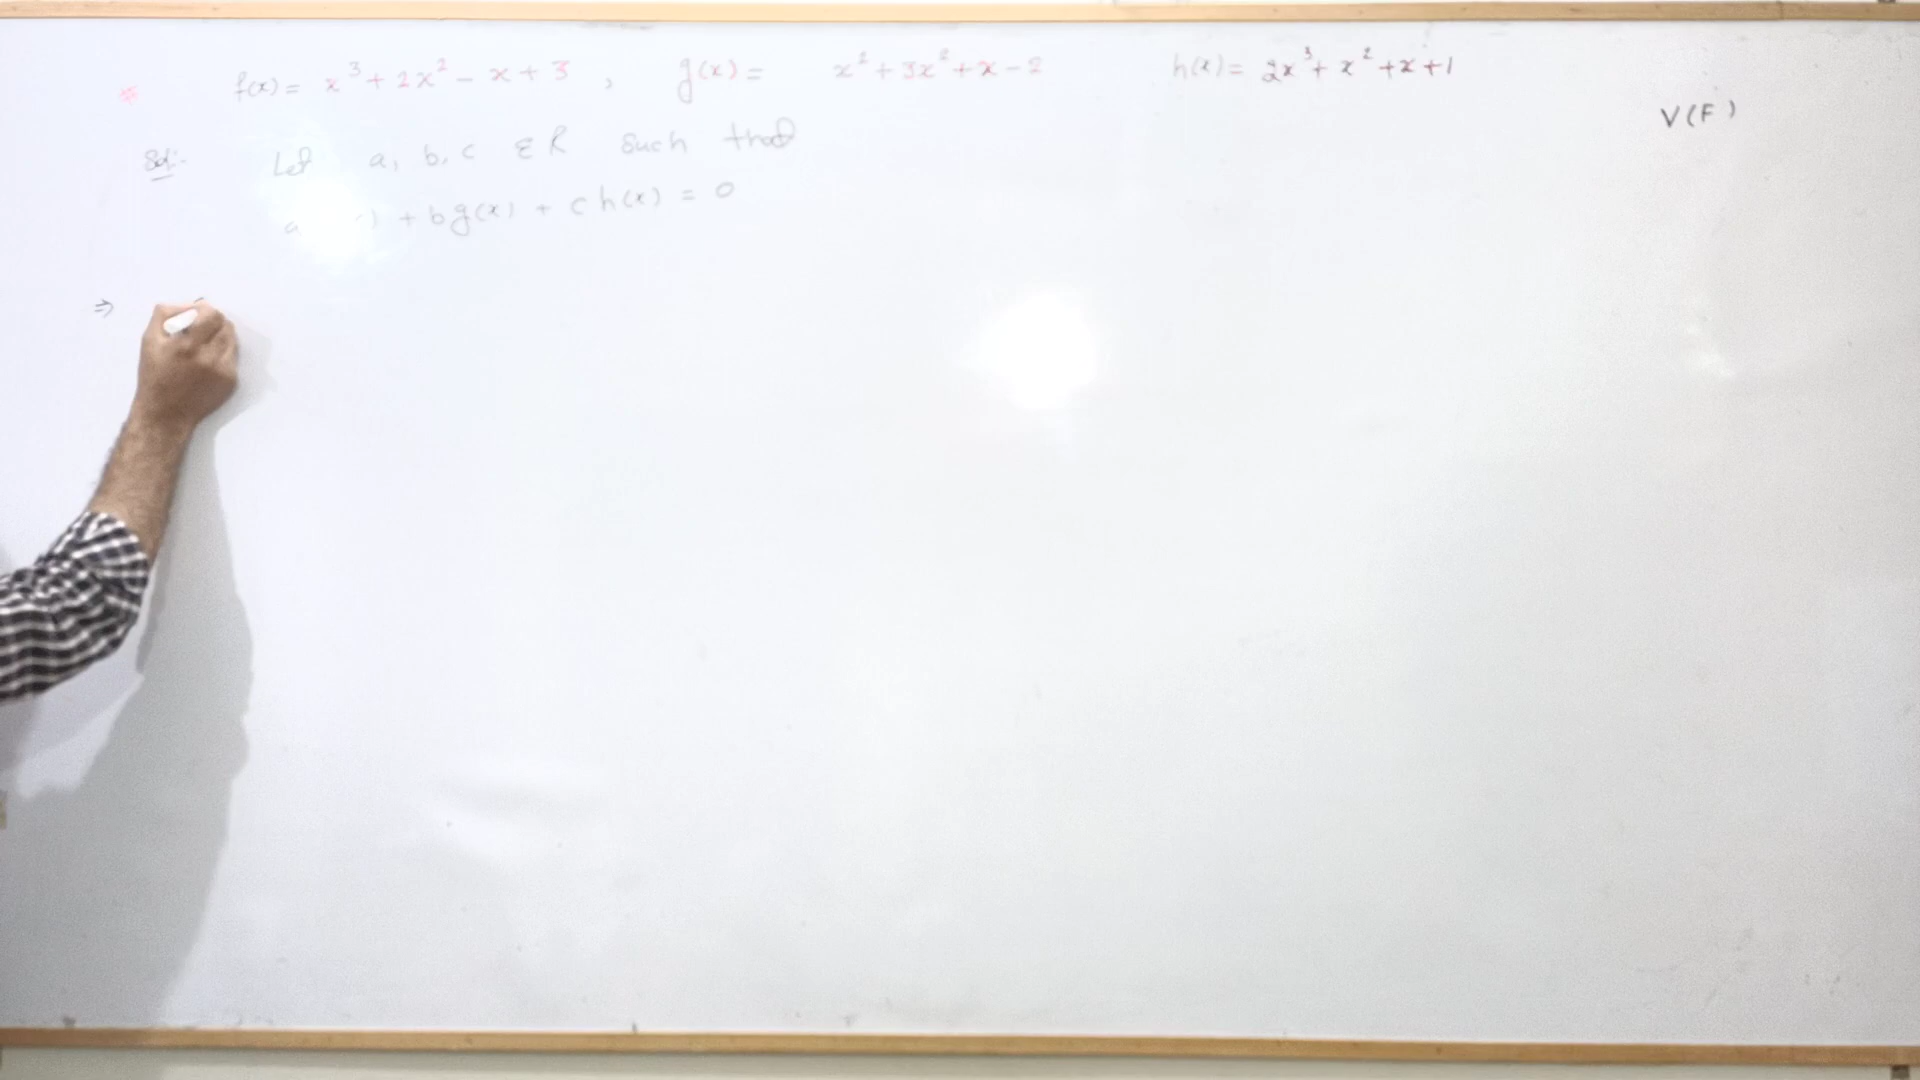 * f(x) = x³ + 2x² - x + 3 , g(x) = x² + 3x² + x - 2 h(x) = 2x³ + x² + x + 1
V(F)
Sol:- Let a, b, c ε R such that
a ) + b g(x) + c h(x) = 0
⇒